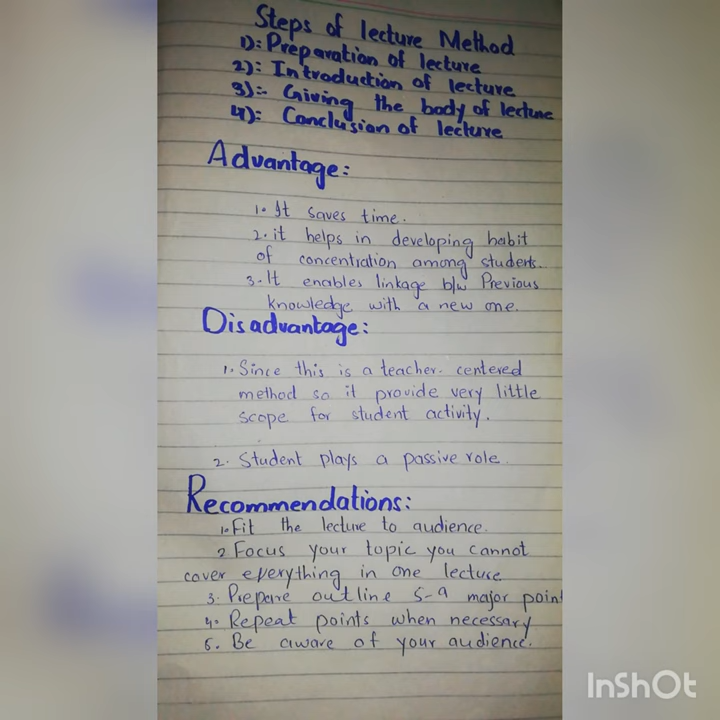 Steps of lecture Method
1):Preparation of lecture
2): Introduction of lecture
3):- Giving the body of lecture
4): Conclusion of lecture
Advantage:
1. It saves time.
2. it helps in developing habit
of concentration among students.
3. It enables linkage b/w Previous
knowledge with a new one.
Disadvantage:
1. Since this is a teacher. centered
method so it provide very little
scope for student activity.
2. Student plays a passive role.
Recommendations:
1. Fit the lecture to audience.
2 Focus your topic you cannot
cover everything in one lecture
3. Prepare outline 5-9 major point
4. Repeat points when necessary
5. Be aware of your audience.
InShOt